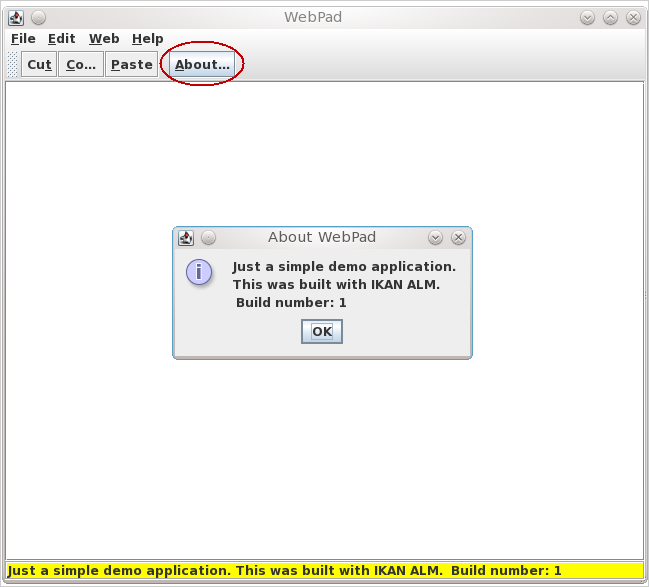 WebPad
File Edit Web Help
Cut Co... Paste About...
About WebPad
i
Just a simple demo application.
This was built with IKAN ALM.
Build number: 1
OK
Just a simple demo application. This was built with IKAN ALM. Build number: 1